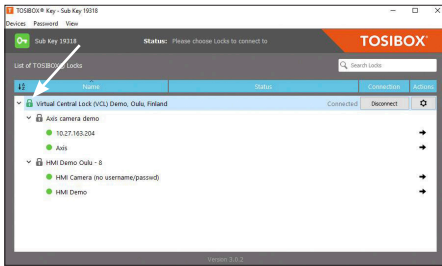 TOSIBOX® Key - Sub Key 19318
Devices Password View
Sub Key 19318 Status: Please choose Locks to connect to TOSIBOX®
List of TOSIBOX® Locks Search Locks
Name Status Connection Actions
Virtual Central Lock (VCL) Demo, Oulu, Finland Connected Disconnect
Axis camera demo
10.27.163.204
Axis
HMI Demo Oulu - 8
HMI Camera (no username/passwd)
HMI Demo
Version 3.0.2